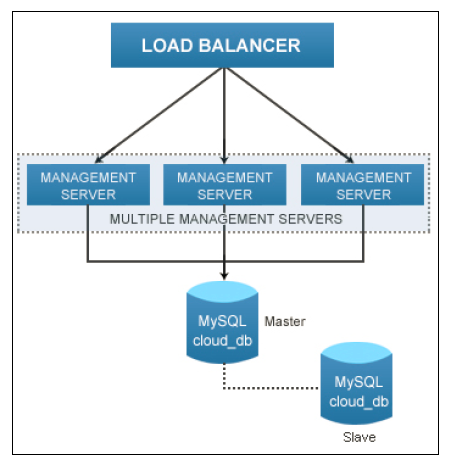 LOAD BALANCER
MANAGEMENT
SERVER
MANAGEMENT
SERVER
MANAGEMENT
SERVER
MULTIPLE MANAGEMENT SERVERS
MySQL
cloud_db
Master
MySQL
cloud_db
Slave